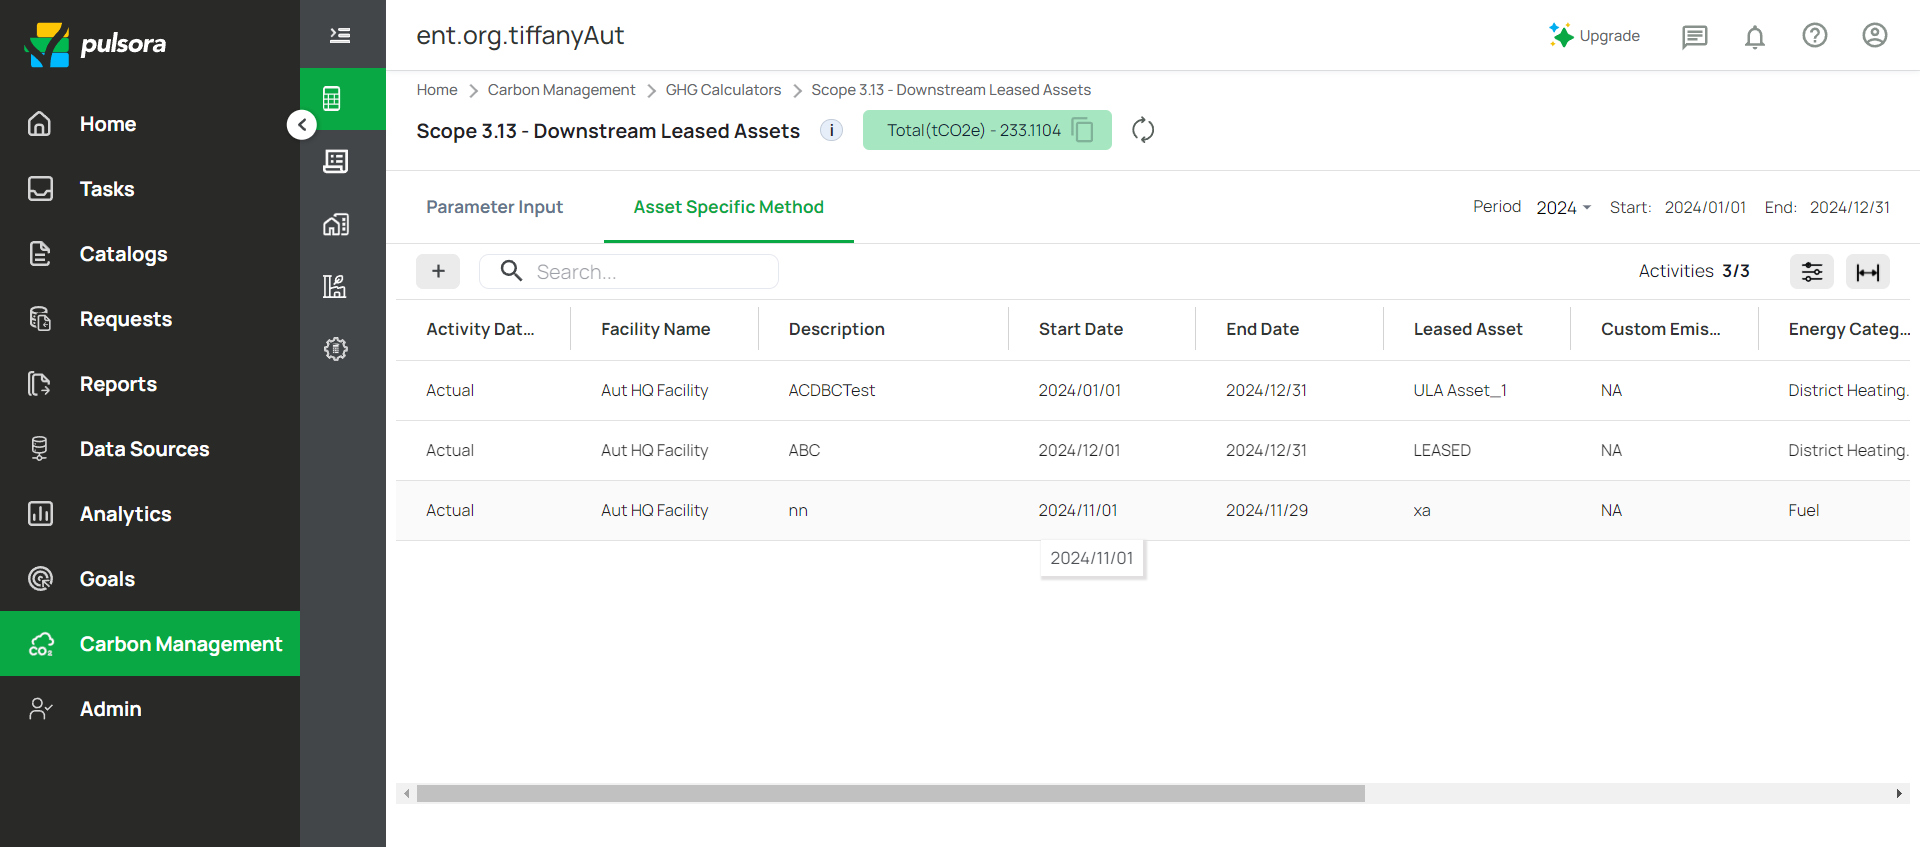 pulsora
Home
Tasks
Catalogs
Requests
Reports
Data Sources
Analytics
Goals
CO₂ Carbon Management
Admin
ent.org.tiffanyAut
Upgrade
Home Carbon Management GHG Calculators Scope 3.13 - Downstream Leased Assets
Scope 3.13 - Downstream Leased Assets i Total(tCO2e) - 233.1104
Parameter Input Asset Specific Method
Period 2024 Start: 2024/01/01 End: 2024/12/31
+ Search... Activities 3/3
Activity Dat... Facility Name Description Start Date End Date Leased Asset Custom Emis... Energy Categ...
Actual Aut HQ Facility ACDBCTest 2024/01/01 2024/12/31 ULA Asset_1 NA District Heating.
Actual Aut HQ Facility ABC 2024/12/01 2024/12/31 LEASED NA District Heating.
Actual Aut HQ Facility nn 2024/11/01 2024/11/29 xa NA Fuel
2024/11/01